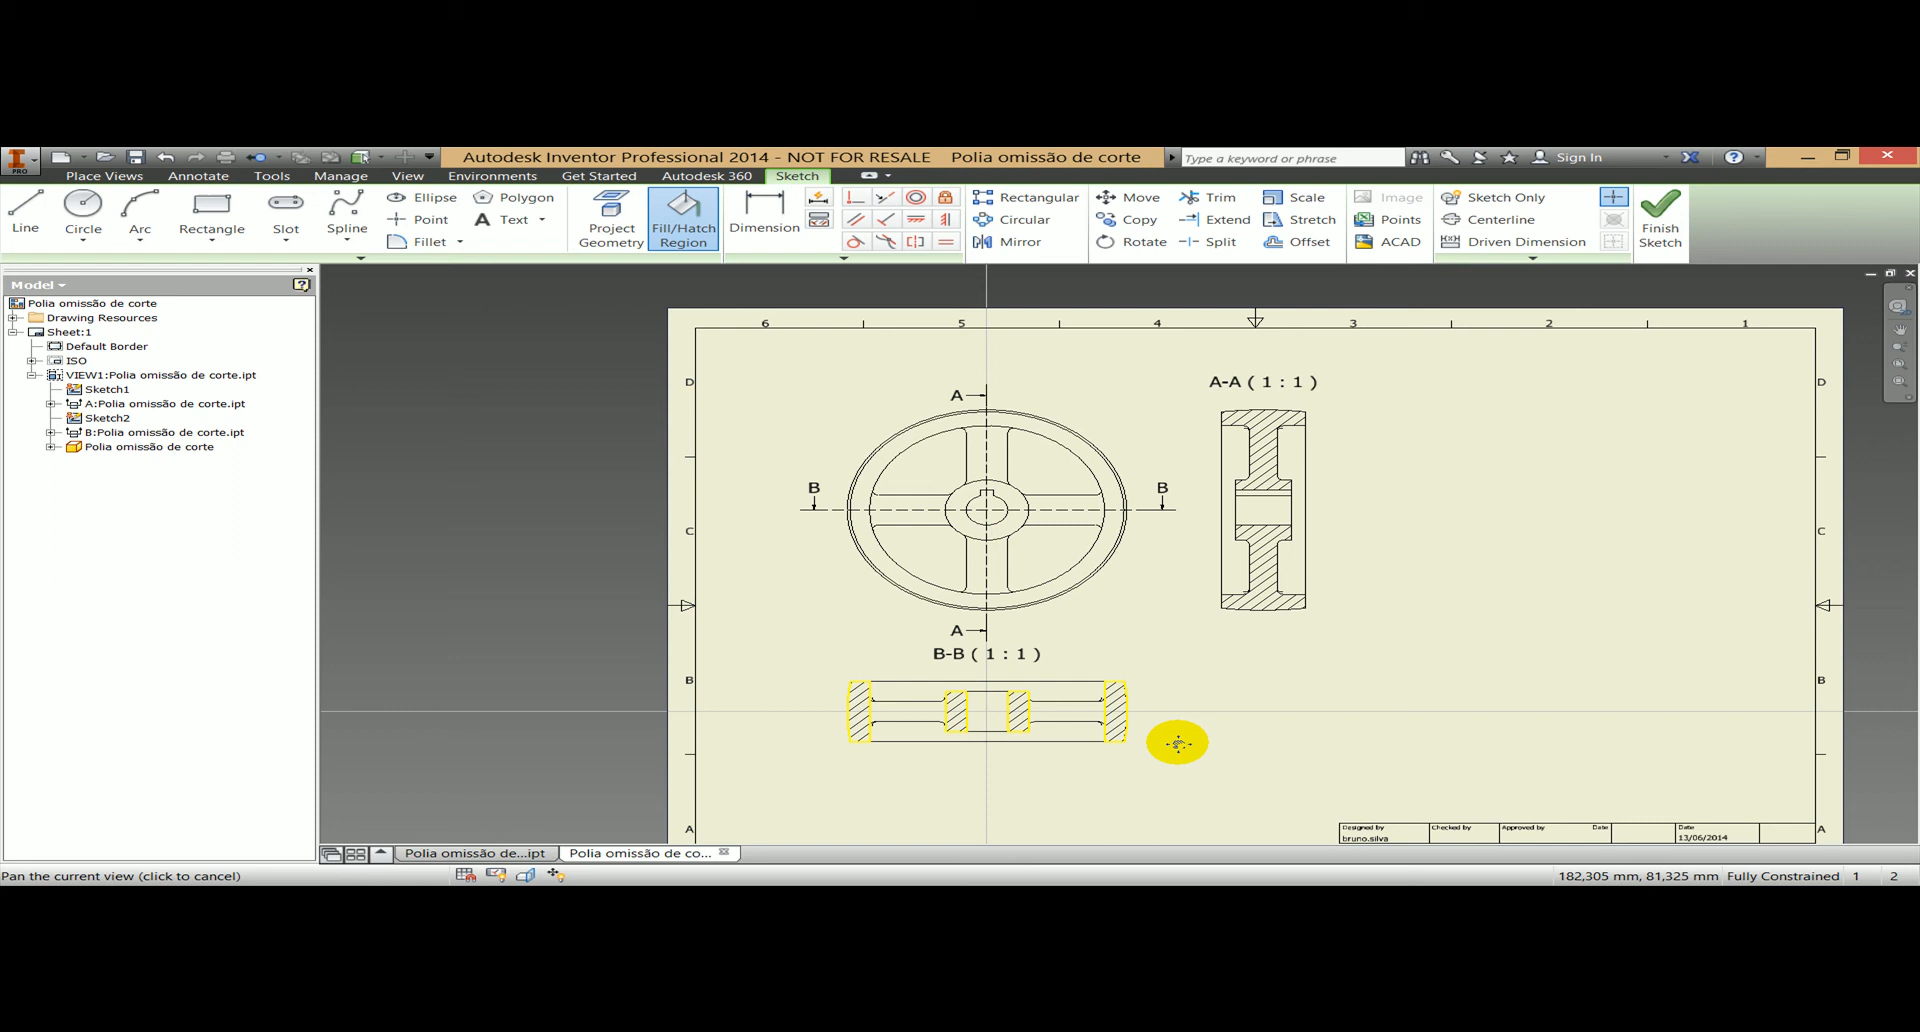 Autodesk Inventor Professional 2014 - NOT FOR RESALE Polia omissão de corte
Type a keyword or phrase
Sign In
PRO
Place Views Annotate Tools Manage View Environments Get Started Autodesk 360 Sketch
Line Circle Arc Rectangle Slot Spline
Ellipse Polygon
Point Text
Fillet
Project Geometry
Fill/Hatch Region
Dimension
Rectangular
Circular
Mirror
Move Trim Scale
Copy Extend Stretch
Rotate Split Offset
Image
Points
ACAD
Sketch Only
Centerline
Driven Dimension
Finish Sketch
Model
Polia omissão de corte
Drawing Resources
Sheet:1
Default Border
ISO
VIEW1:Polia omissão de corte.ipt
Sketch1
A:Polia omissão de corte.ipt
Sketch2
B:Polia omissão de corte.ipt
Polia omissão de corte
6 5 4 3 2 1
D D
A-A ( 1 : 1 )
A
B B
C C
A
B-B ( 1 : 1 )
B B
A A
Designed by Checked by Approved by Date Date
bruno.silva 13/06/2014
Polia omissão de...ipt Polia omissão de co...
Pan the current view (click to cancel)
182,305 mm, 81,325 mm Fully Constrained 1 2